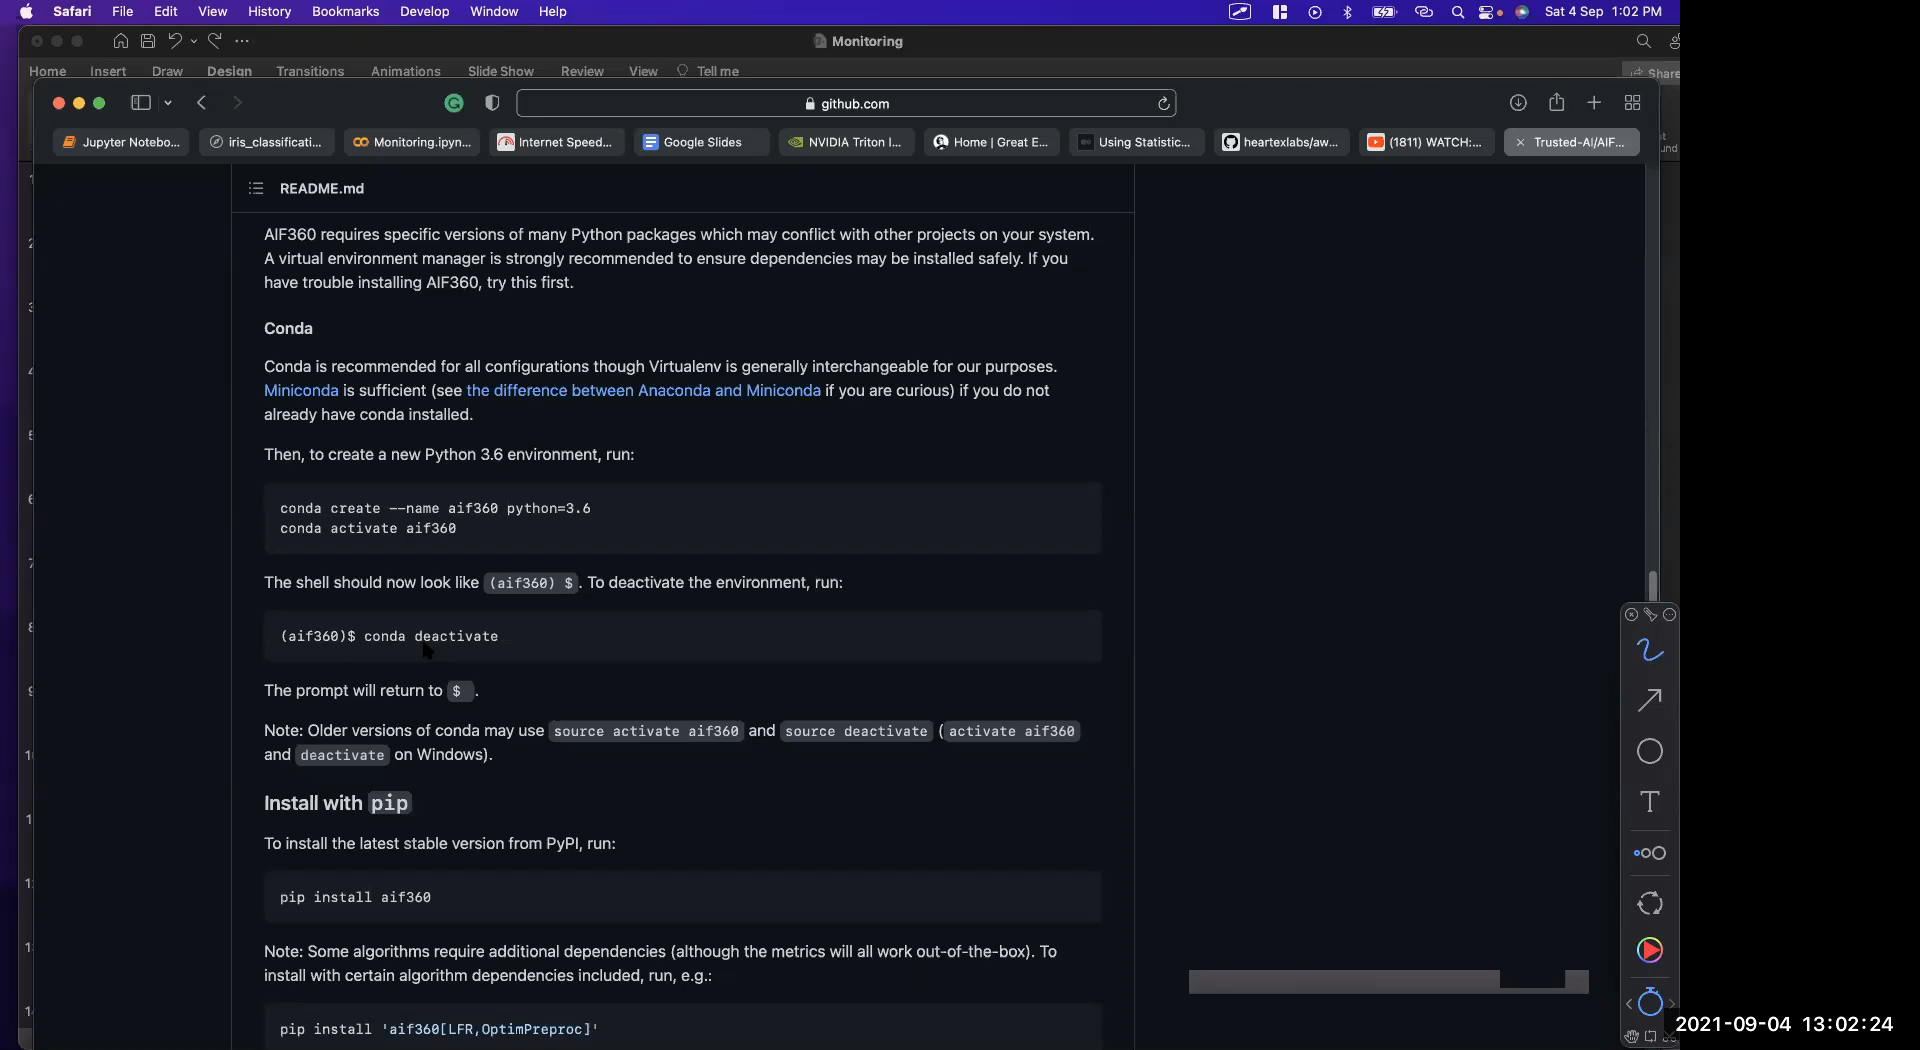 Safari File Edit View History Bookmarks Develop Window Help Sat 4 Sep 1:02 PM
Monitoring
Home Insert Draw Design Transitions Animations Slide Show Review View Tell me Share
github.com
Jupyter Notebo... iris_classificati... Monitoring.ipyn... Internet Speed... Google Slides NVIDIA Triton I... Home | Great E... Using Statistic... heartexlabs/aw... (1811) WATCH:... Trusted-AI/AIF...
README.md
AIF360 requires specific versions of many Python packages which may conflict with other projects on your system.
A virtual environment manager is strongly recommended to ensure dependencies may be installed safely. If you
have trouble installing AIF360, try this first.
Conda
Conda is recommended for all configurations though Virtualenv is generally interchangeable for our purposes.
Miniconda is sufficient (see the difference between Anaconda and Miniconda if you are curious) if you do not
already have conda installed.
Then, to create a new Python 3.6 environment, run:
conda create --name aif360 python=3.6
conda activate aif360
The shell should now look like (aif360) $. To deactivate the environment, run:
(aif360)$ conda deactivate
The prompt will return to $ .
Note: Older versions of conda may use source activate aif360 and source deactivate (activate aif360
and deactivate on Windows).
Install with pip
To install the latest stable version from PyPI, run:
pip install aif360
Note: Some algorithms require additional dependencies (although the metrics will all work out-of-the-box). To
install with certain algorithm dependencies included, run, e.g.:
pip install 'aif360[LFR,OptimPreproc]'
2021-09-04 13:02:24